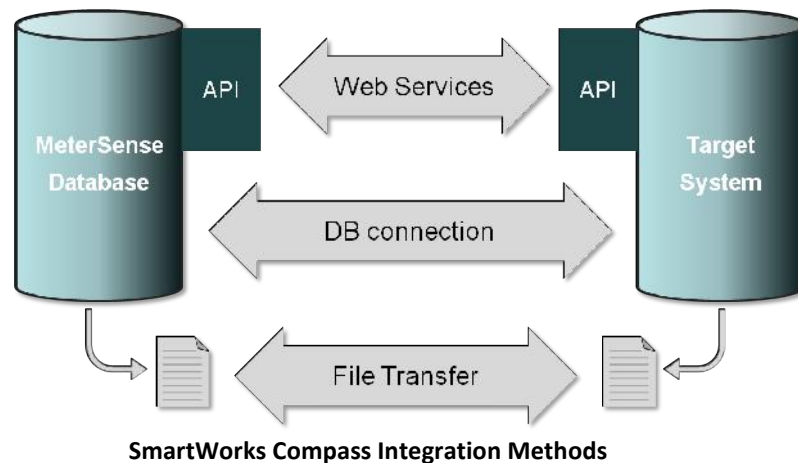 API
Web Services
API
MeterSense
Database
Target
System
DB connection
File Transfer
SmartWorks Compass Integration Methods